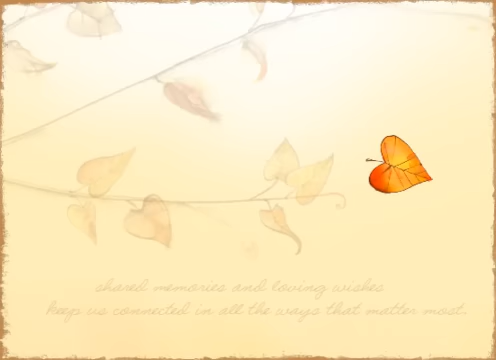 shared memories and loving wishes
keep us connected in all the ways that matter most.